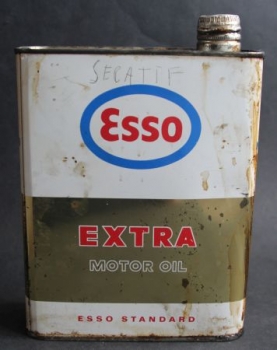 SECATIF
Esso
EXTRA
MOTOR OIL
ESSO STANDARD